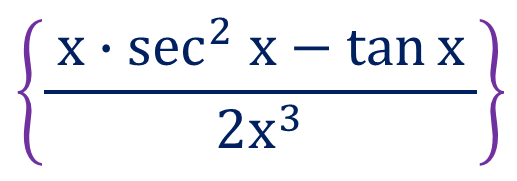 { (x · sec² x − tan x) / 2x³ }